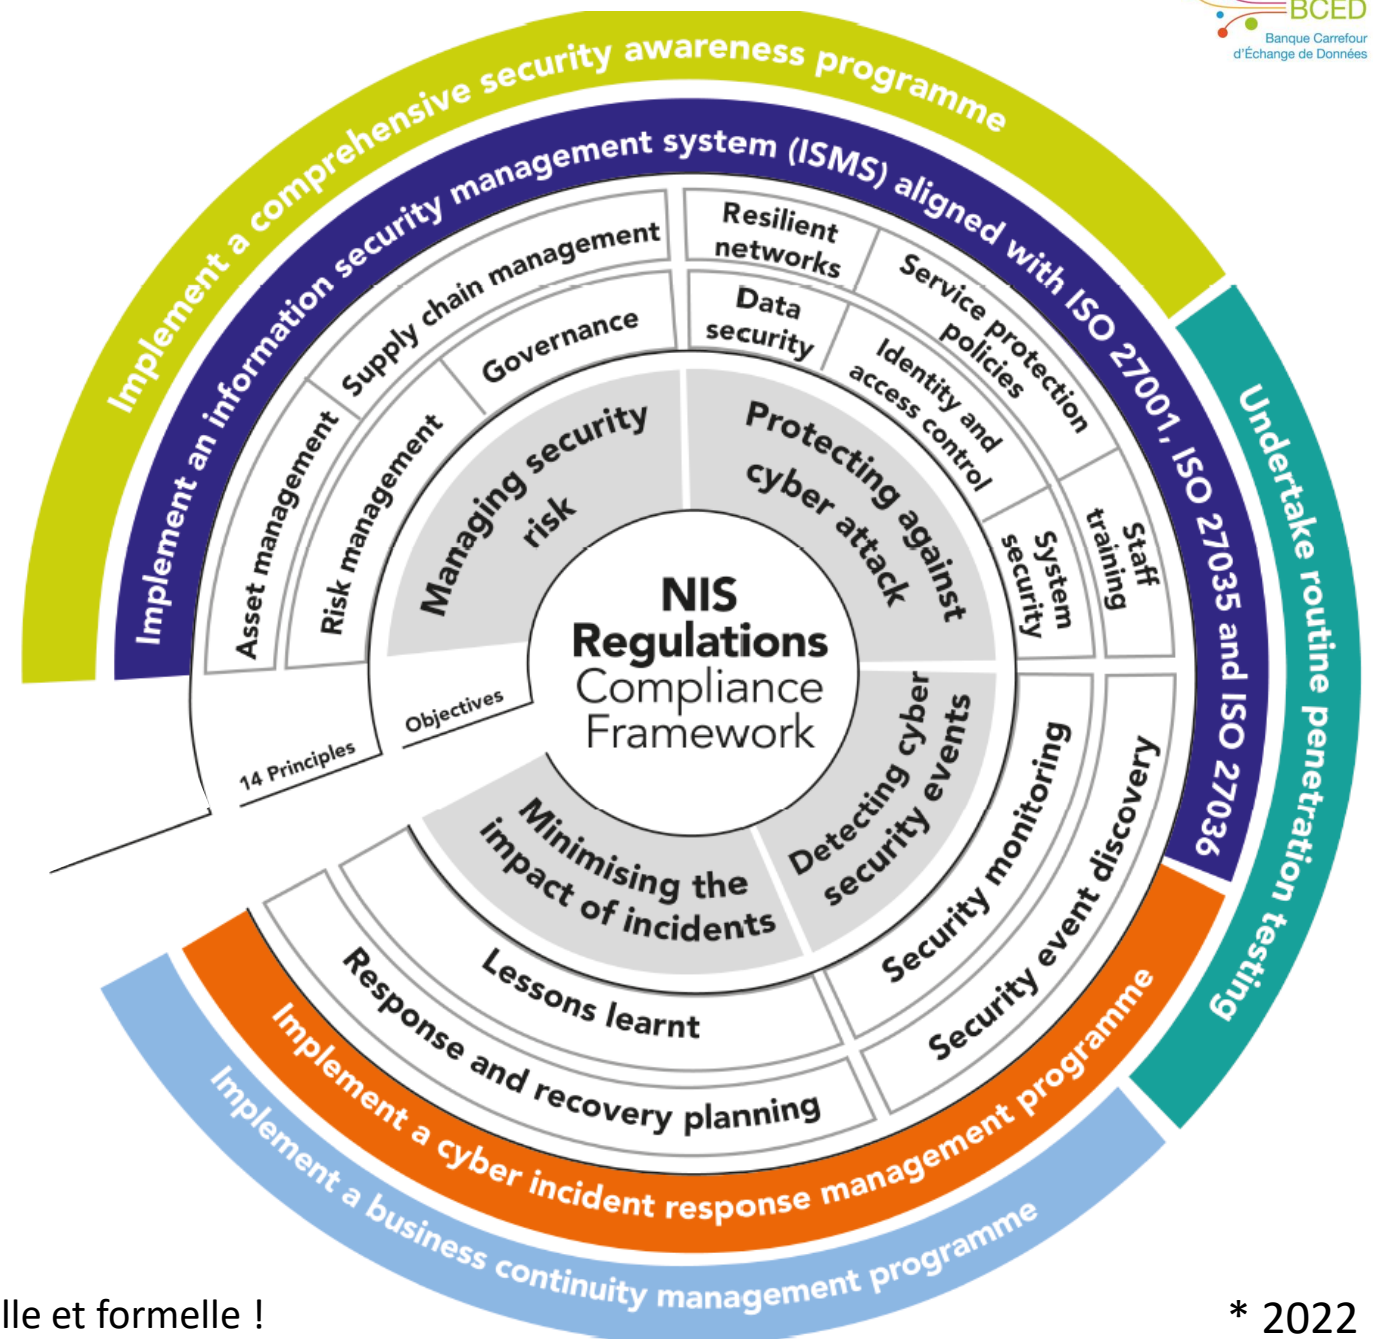 BCED
Banque Carrefour
d'Échange de Données
Implement a comprehensive security awareness programme
Implement an information security management system (ISMS) aligned with ISO 27001, ISO 27035 and ISO 27036
Undertake routine penetration testing
Supply chain management
Asset management
Governance
Risk management
Resilient
networks
Service protection
policies
Staff
training
Data
security
Identity and
access control
System
security
Managing security
risk
Protecting against
cyber attack
NIS
Regulations
Compliance
Framework
Objectives
14 Principles
Detecting cyber
security events
Minimising the
impact of incidents
Security monitoring
Security event discovery
Lessons learnt
Response and recovery planning
Implement a cyber incident response management programme
Implement a business continuity management programme
lle et formelle !
* 2022